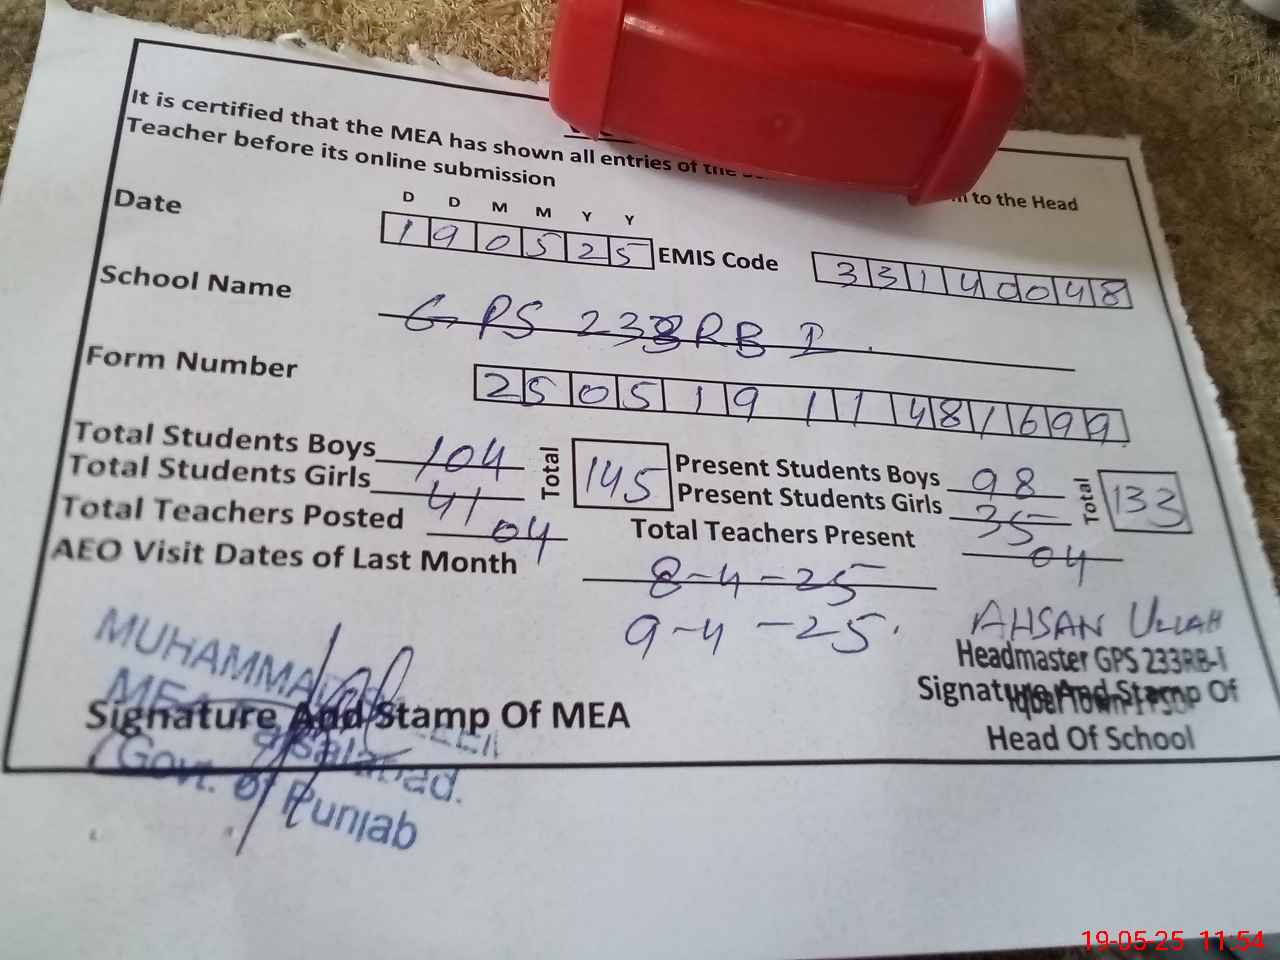 It is certified that the MEA has shown all entries of the to the Head
Teacher before its online submission
D D M M Y Y
Date 1 9 0 5 2 5 EMIS Code 3 3 1 4 0 0 4 8
School Name GPS 233RB I
Form Number 2 5 0 5 1 9 1 1 4 8 1 6 9 9
Total Students Boys 104 Total 145 Present Students Boys 98 Total 133
Total Students Girls 41 Present Students Girls 35
Total Teachers Posted 04 Total Teachers Present 04
AEO Visit Dates of Last Month 8-4-25
9-4-25.
AHSAN ULLAH
MUHAMMAD
Headmaster GPS 233RB-I
MEA
Signature And Stamp Of MEA
Signature And Stamp Of
Iqbal Town
Faisalabad.
Head Of School
Govt. of Punjab
19-05-25 11:54